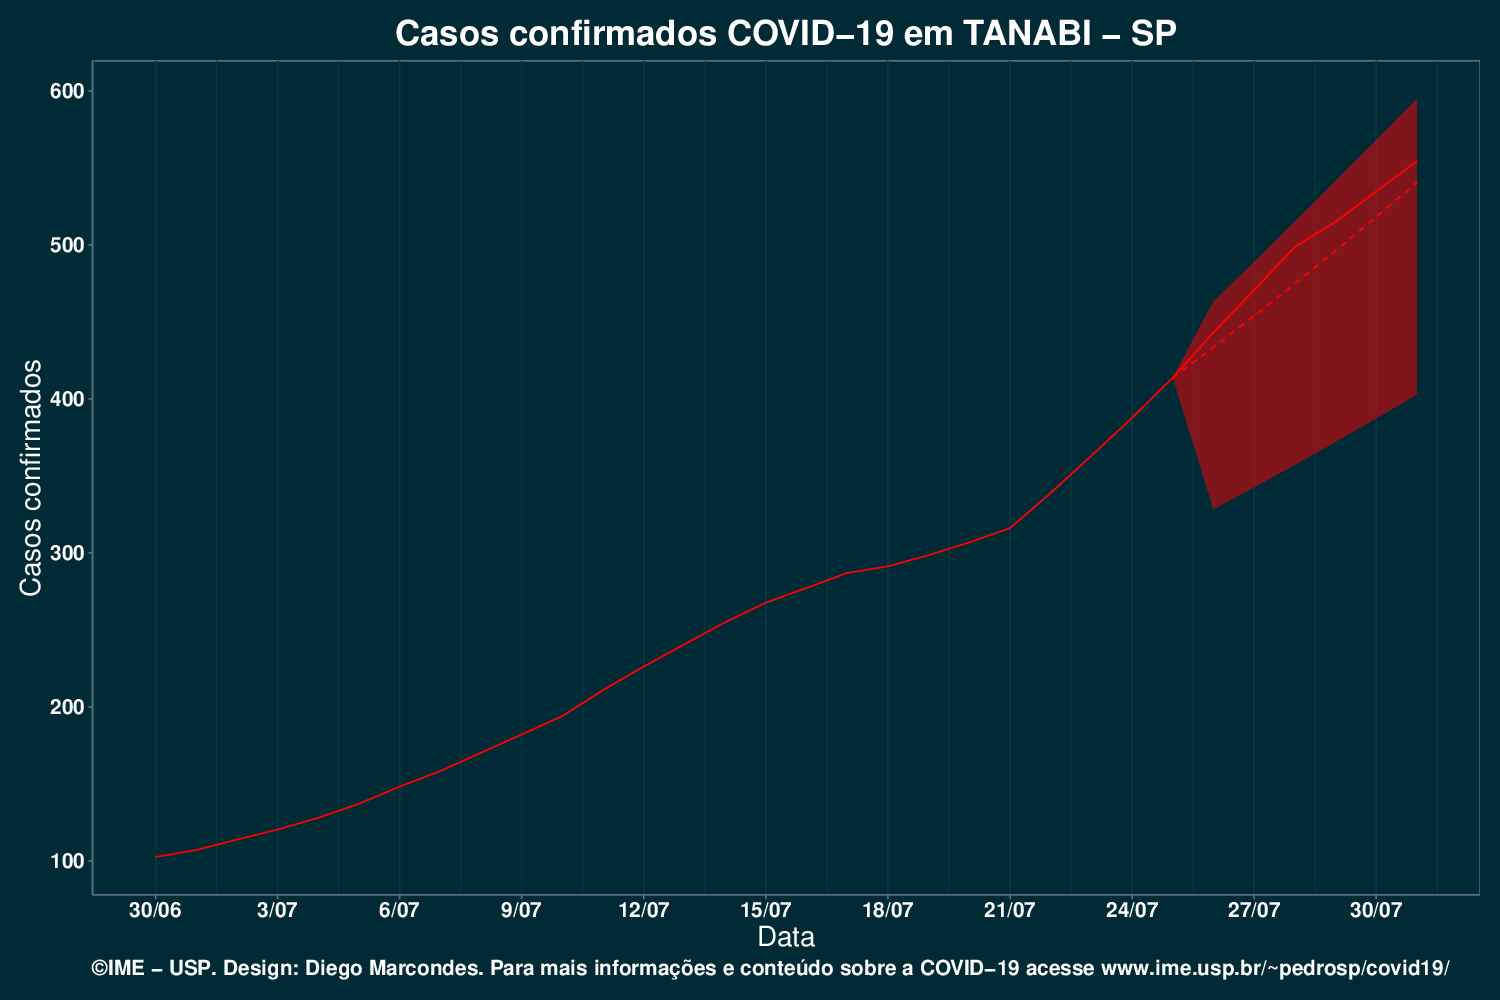 Casos confirmados COVID−19 em TANABI − SP
Casos confirmados
600
500
400
300
200
100
30/06 3/07 6/07 9/07 12/07 15/07 18/07 21/07 24/07 27/07 30/07
Data
©IME − USP. Design: Diego Marcondes. Para mais informações e conteúdo sobre a COVID−19 acesse www.ime.usp.br/~pedrosp/covid19/